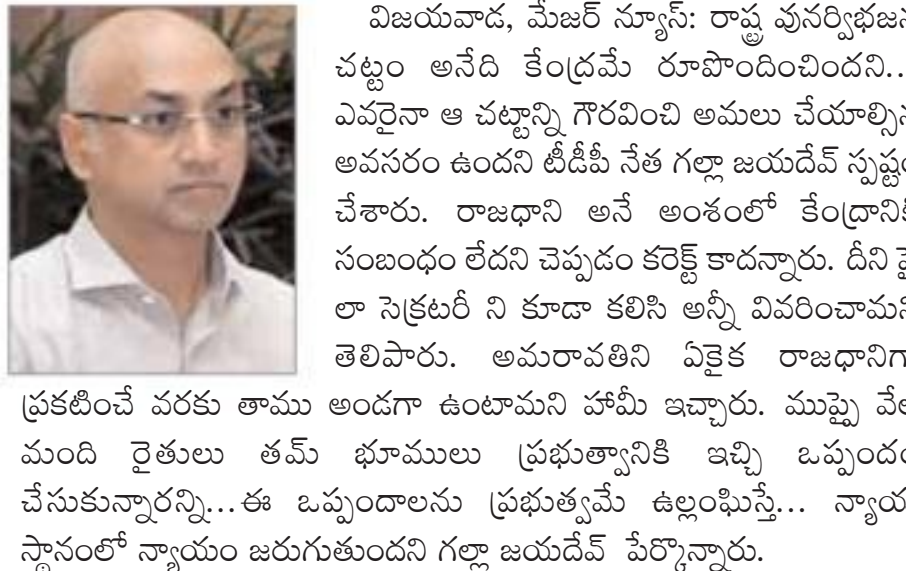 విజయవాడ, మేజర్ న్యూస్: రాష్ట్ర వునర్విభజన
చట్టం అనేది కేంద్రమే రూపొందించిందని..
ఎవరైనా ఆ చట్టాన్ని గౌరవించి అమలు చేయాల్సిన
అవసరం ఉందని టీడీపీ నేత గల్లా జయదేవ్ స్పష్టం
చేశారు. రాజధాని అనే అంశంలో కేంద్రానికి
సంబంధం లేదని చెప్పడం కరెక్ట్ కాదన్నారు. దీని పై
లా సెక్రటరీ ని కూడా కలిసి అన్నీ వివరించామని
తెలిపారు. అమరావతిని ఏకైక రాజధానిగా
ప్రకటించే వరకు తాము అండగా ఉంటామని హామీ ఇచ్చారు. ముప్పై వేల
మంది రైతులు తమ్ భూములు ప్రభుత్వానికి ఇచ్చి ఒప్పందం
చేసుకున్నారన్ని...ఈ ఒప్పందాలను ప్రభుత్వమే ఉల్లంఘిస్తే... న్యాయ
స్థానంలో న్యాయం జరుగుతుందని గల్లా జయదేవ్ పేర్కొన్నారు.